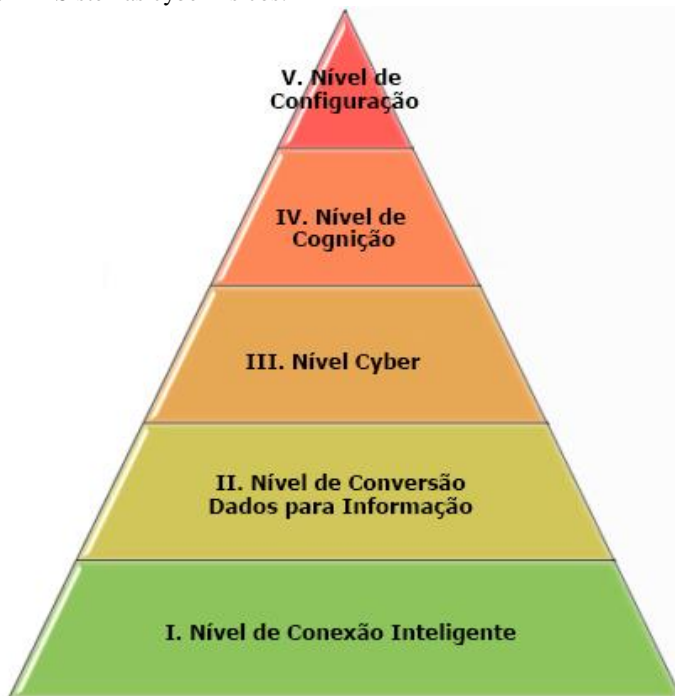 V. Nível de
Configuração
IV. Nível de
Cognição
III. Nível Cyber
II. Nível de Conversão
Dados para Informação
I. Nível de Conexão Inteligente